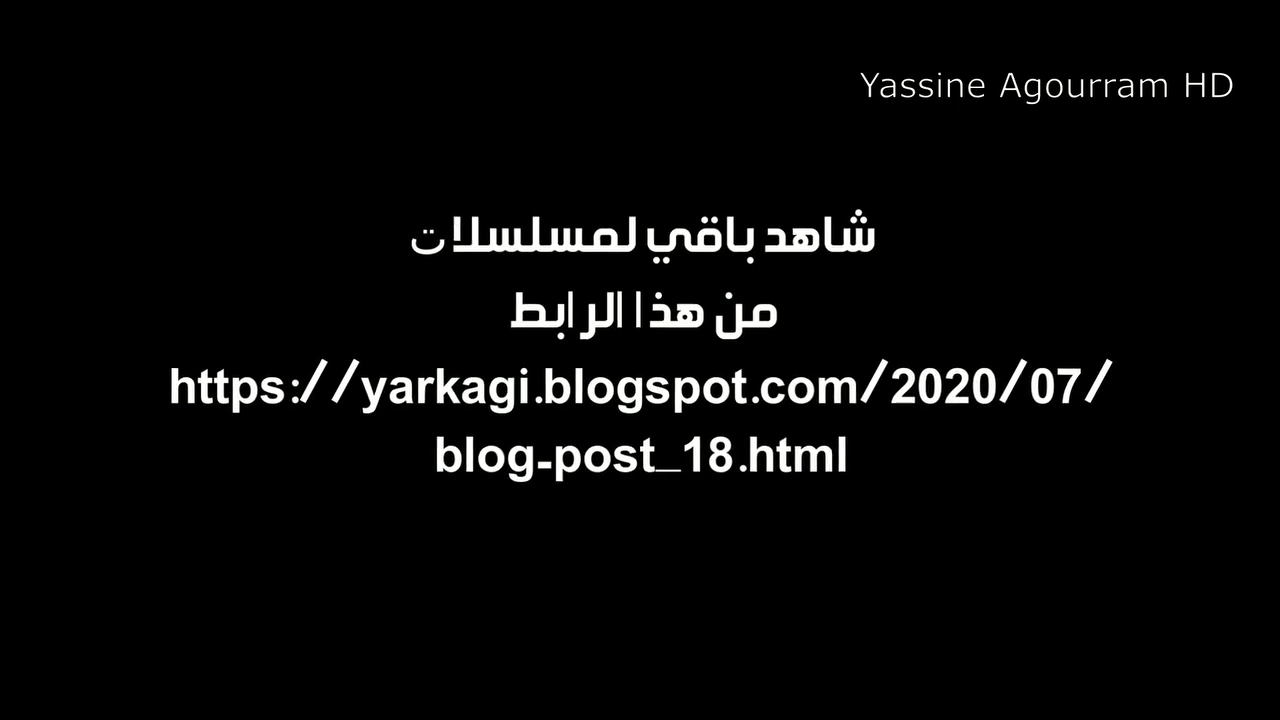 Yassine Agourram HD
شاهد باقي لمسلسلات
من هذا الرابط
https://yarkagi.blogspot.com/2020/07/
blog-post_18.html